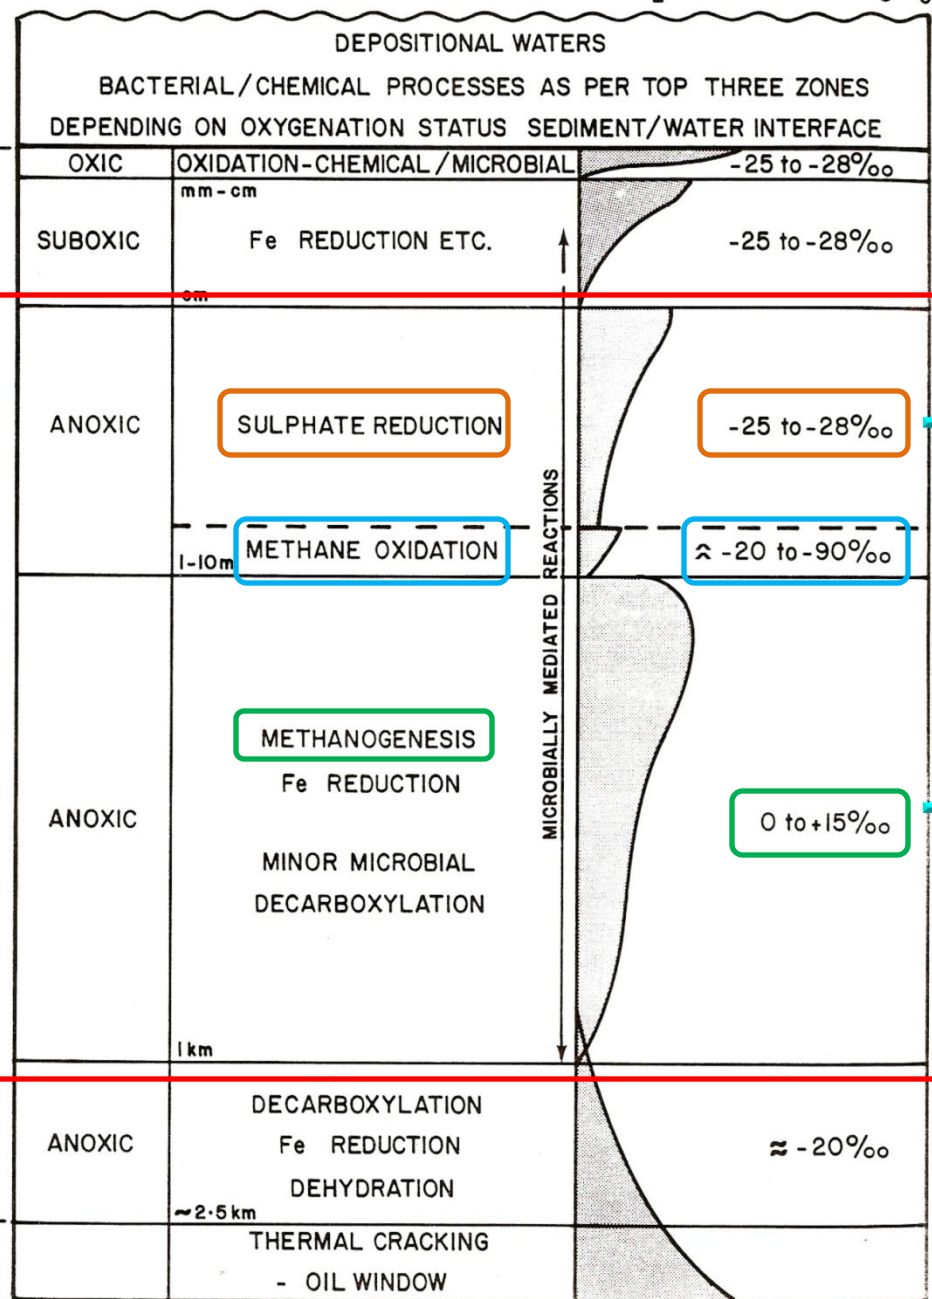 DEPOSITIONAL WATERS
BACTERIAL/CHEMICAL PROCESSES AS PER TOP THREE ZONES
DEPENDING ON OXYGENATION STATUS SEDIMENT/WATER INTERFACE
OXIC OXIDATION-CHEMICAL/MICROBIAL -25 to -28‰
mm-cm
SUBOXIC Fe REDUCTION ETC. -25 to -28‰
cm
ANOXIC SULPHATE REDUCTION -25 to -28‰
METHANE OXIDATION ≈ -20 to -90‰
1-10m
MICROBIALLY MEDIATED REACTIONS
METHANOGENESIS
Fe REDUCTION
ANOXIC 0 to +15‰
MINOR MICROBIAL
DECARBOXYLATION
1km
DECARBOXYLATION
ANOXIC Fe REDUCTION ≈ -20‰
DEHYDRATION
~2·5km
THERMAL CRACKING
- OIL WINDOW